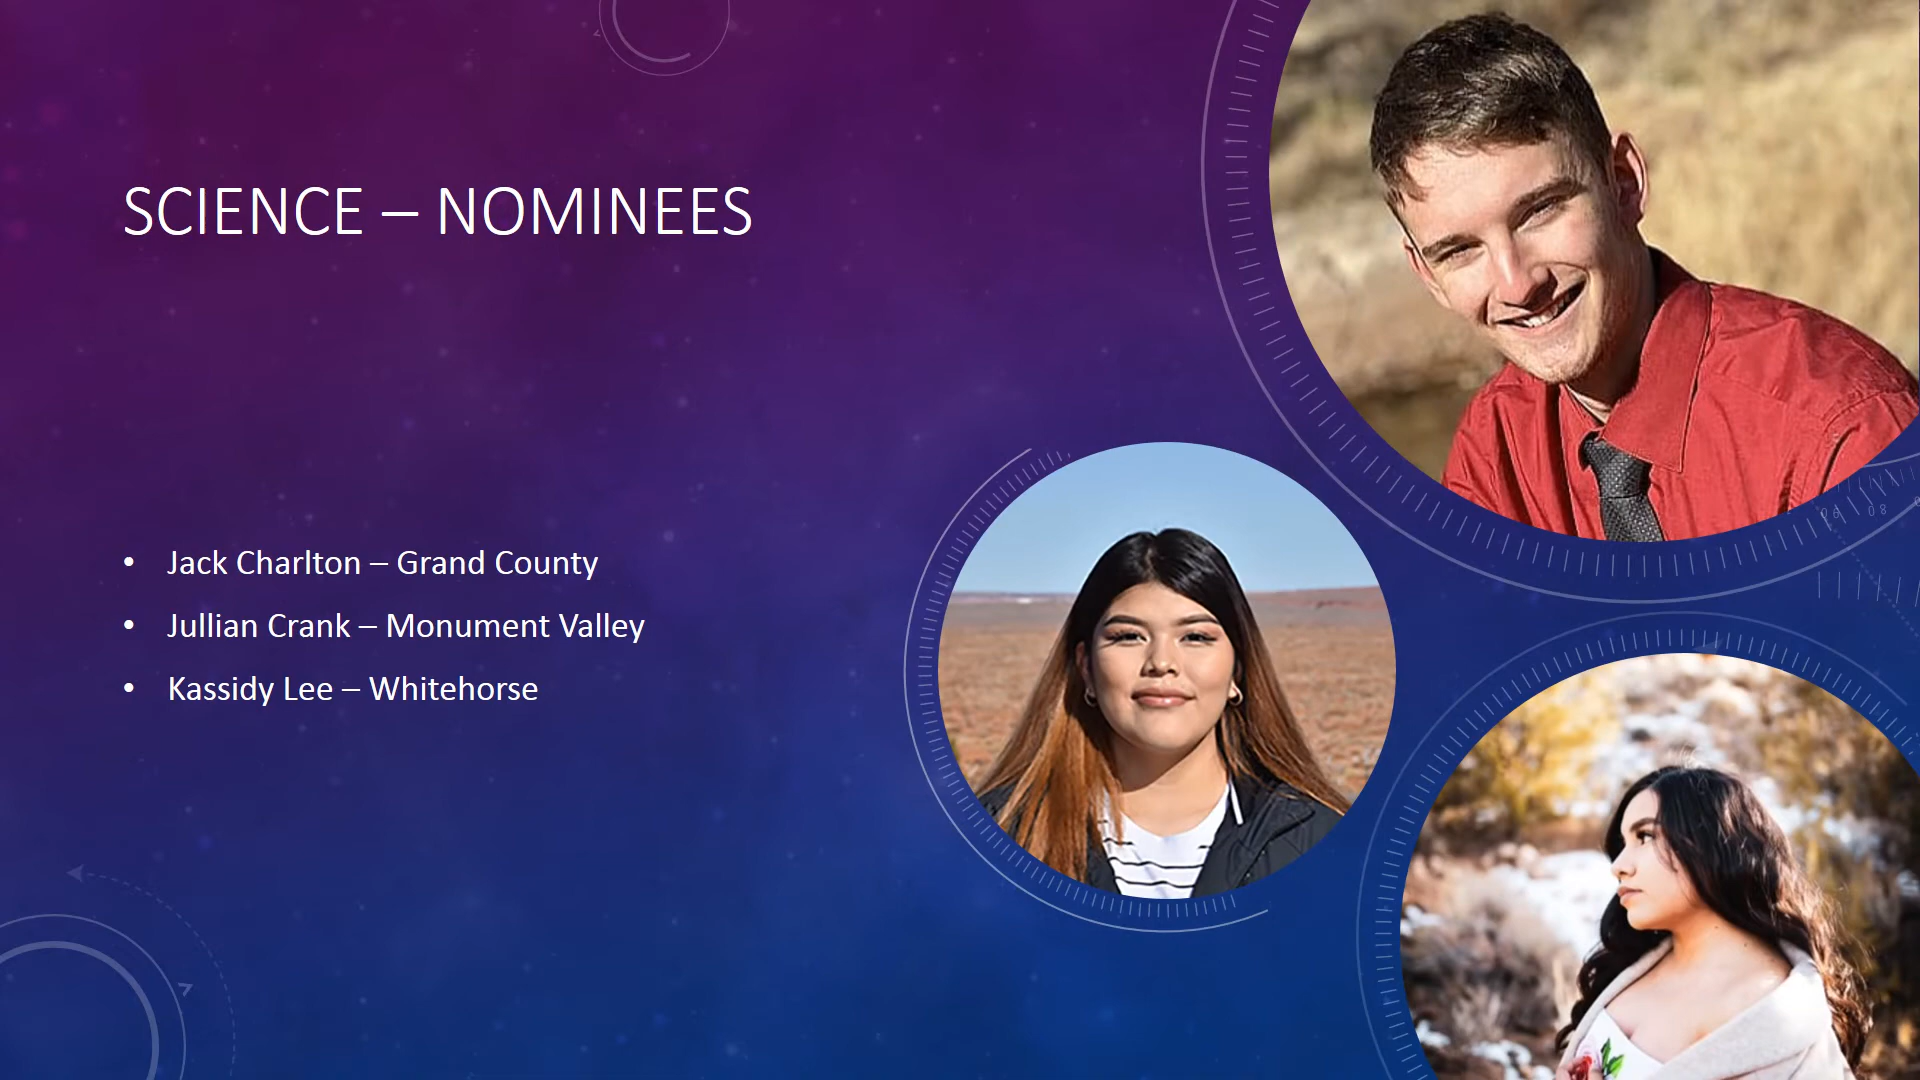 SCIENCE – NOMINEES
• Jack Charlton – Grand County
• Jullian Crank – Monument Valley
• Kassidy Lee – Whitehorse